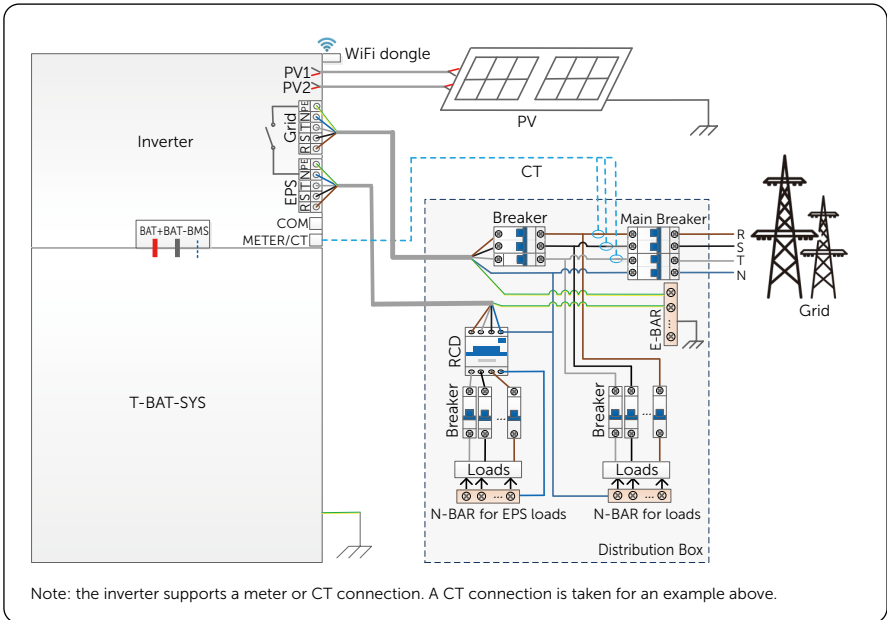 WiFi dongle
PV1
PV2
PV
Inverter
Grid
PE
N
T
S
R
EPS
PE
N
T
S
R
COM
METER/CT
BAT+BAT-BMS
T-BAT-SYS
CT
Breaker
Main Breaker
R
S
T
N
Grid
E-BAR
...
RCD
Breaker
...
Breaker
...
Loads
Loads
...
...
N-BAR for EPS loads
N-BAR for loads
Distribution Box
Note: the inverter supports a meter or CT connection. A CT connection is taken for an example above.